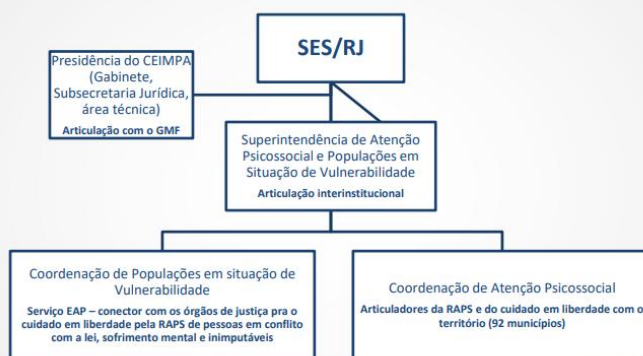 SES/RJ
Presidência do CEIMPA
(Gabinete,
Subsecretaria Jurídica,
área técnica)
Articulação com o GMF
Superintendência de Atenção
Psicossocial e Populações em
Situação de Vulnerabilidade
Articulação interinstitucional
Coordenação de Populações em situação de
Vulnerabilidade
Serviço EAP – conector com os órgãos de justiça pra o
cuidado em liberdade pela RAPS de pessoas em conflito
com a lei, sofrimento mental e inimputáveis
Coordenação de Atenção Psicossocial
Articuladores da RAPS e do cuidado em liberdade com o
território (92 municípios)